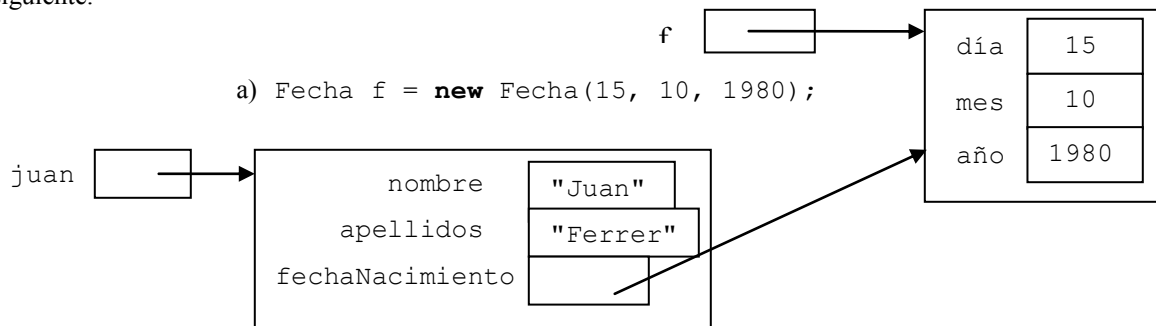 siguiente:
f
día 15
a) Fecha f = new Fecha(15, 10, 1980);
mes 10
año 1980
juan
nombre "Juan"
apellidos "Ferrer"
fechaNacimiento